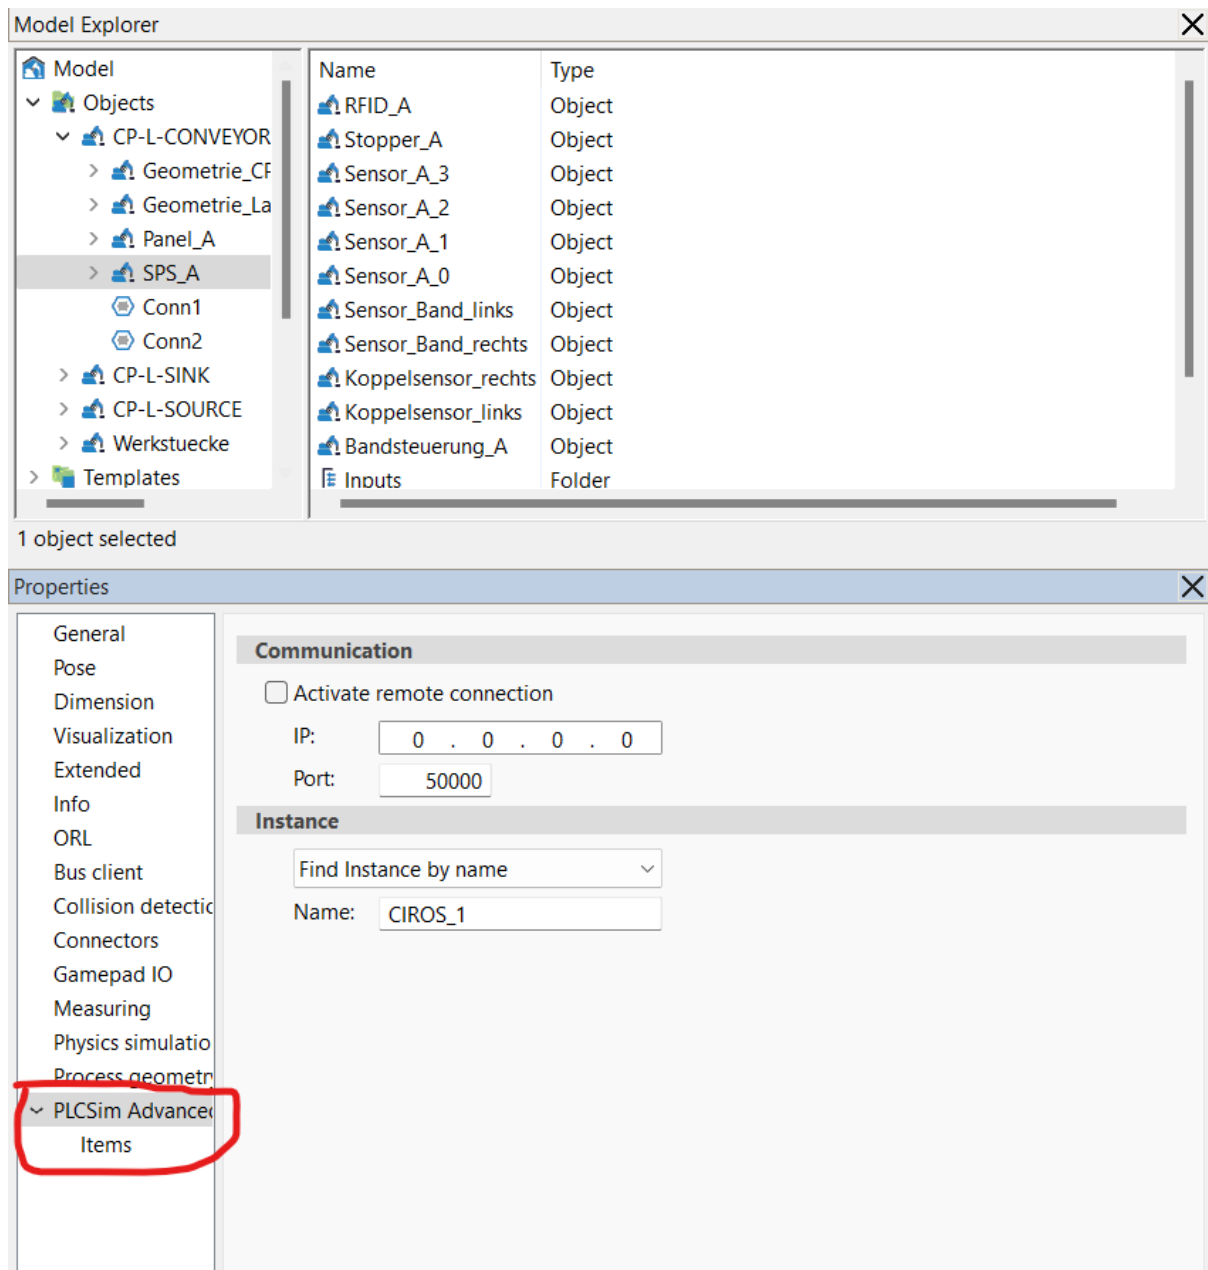 Model Explorer
Model
Objects
CP-L-CONVEYOR
Geometrie_CP
Geometrie_La
Panel_A
SPS_A
Conn1
Conn2
CP-L-SINK
CP-L-SOURCE
Werkstuecke
Templates
Name Type
RFID_A Object
Stopper_A Object
Sensor_A_3 Object
Sensor_A_2 Object
Sensor_A_1 Object
Sensor_A_0 Object
Sensor_Band_links Object
Sensor_Band_rechts Object
Koppelsensor_rechts Object
Koppelsensor_links Object
Bandsteuerung_A Object
Inputs Folder
1 object selected
Properties
General
Pose
Dimension
Visualization
Extended
Info
ORL
Bus client
Collision detectic
Connectors
Gamepad IO
Measuring
Physics simulatio
Process geometr
PLCSim Advanced
Items
Communication
Activate remote connection
IP: 0 . 0 . 0 . 0
Port: 50000
Instance
Find Instance by name
Name: CIROS_1